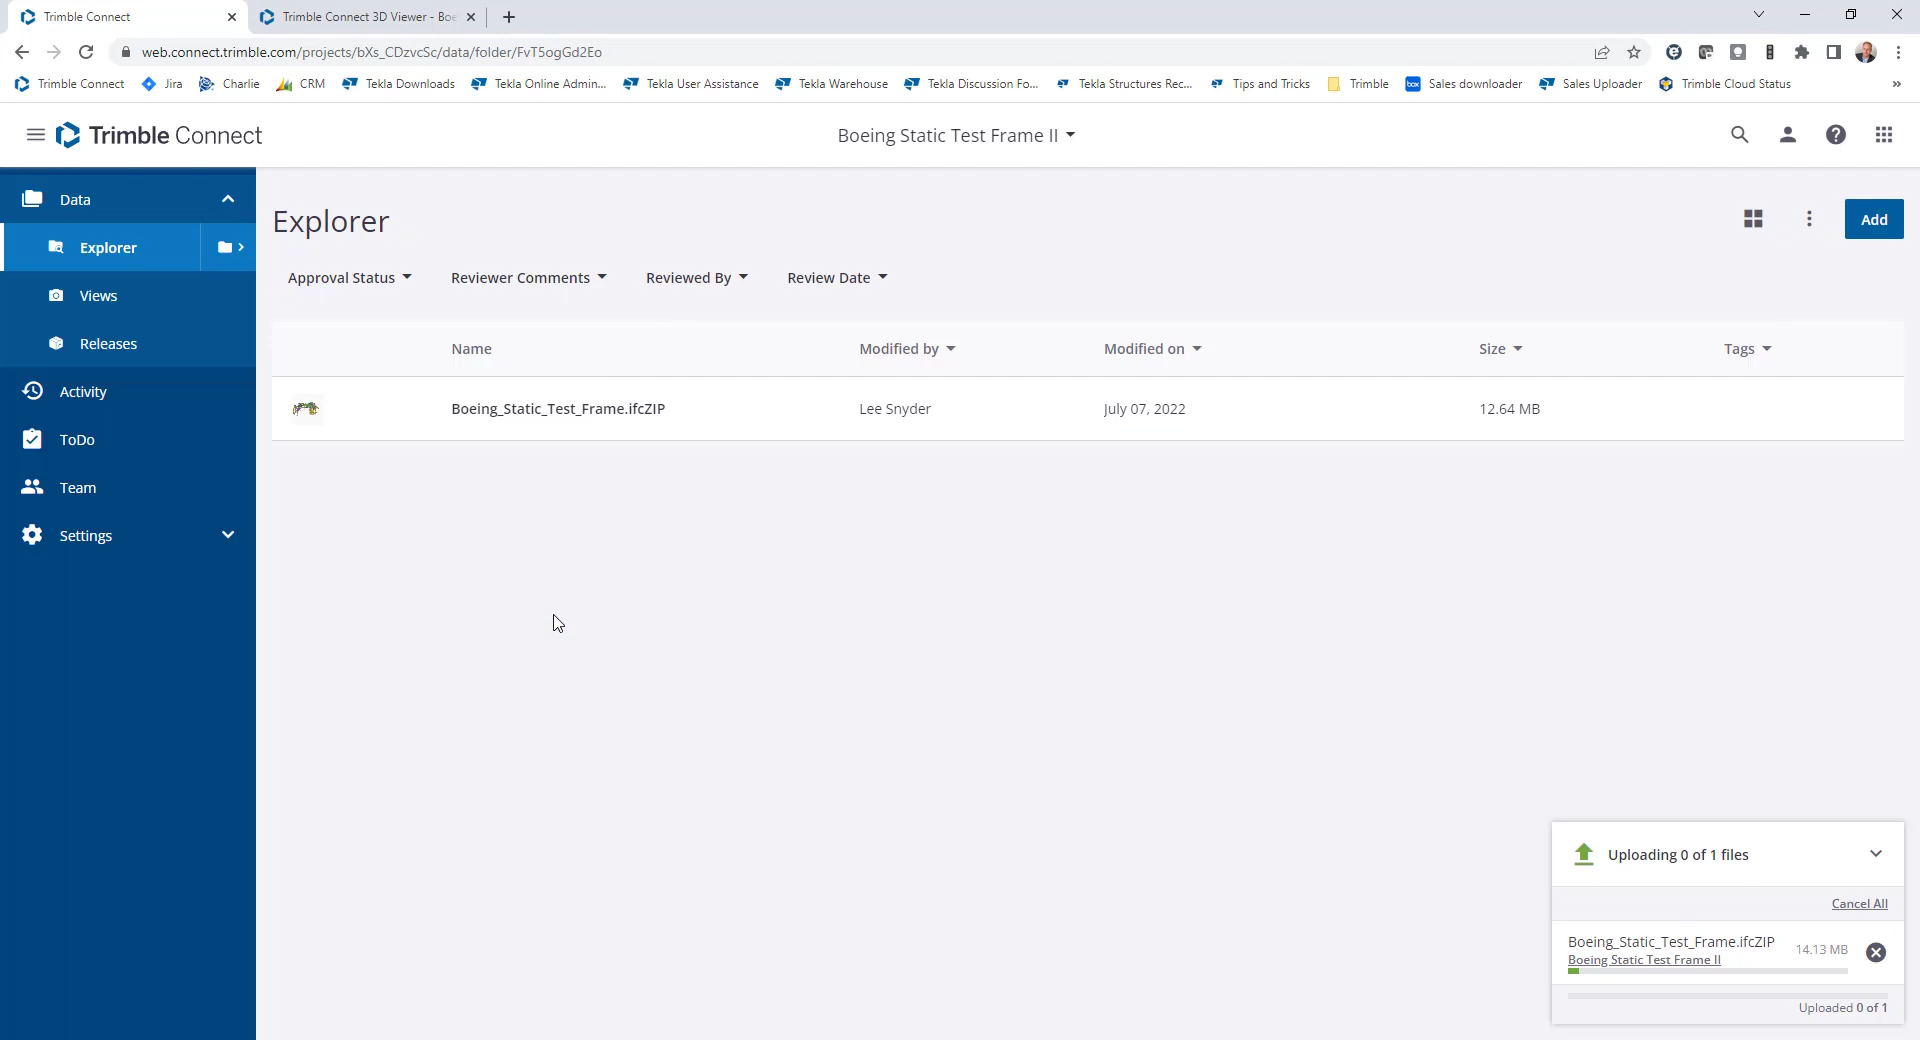 Trimble Connect
Trimble Connect 3D Viewer - Boe
web.connect.trimble.com/projects/bXs_CDzvcSc/data/folder/FvT5ogGd2Eo
Trimble Connect Jira Charlie CRM Tekla Downloads Tekla Online Admin... Tekla User Assistance Tekla Warehouse Tekla Discussion Fo... Tekla Structures Rec... Tips and Tricks Trimble box Sales downloader Sales Uploader Trimble Cloud Status »
Trimble Connect
Boeing Static Test Frame II
Data
Explorer
Views
Releases
Activity
ToDo
Team
Settings
Explorer
Add
Approval Status Reviewer Comments Reviewed By Review Date
Name Modified by Modified on Size Tags
Boeing_Static_Test_Frame.ifcZIP Lee Snyder July 07, 2022 12.64 MB
Uploading 0 of 1 files
Cancel All
Boeing_Static_Test_Frame.ifcZIP 14.13 MB
Boeing Static Test Frame II
Uploaded 0 of 1